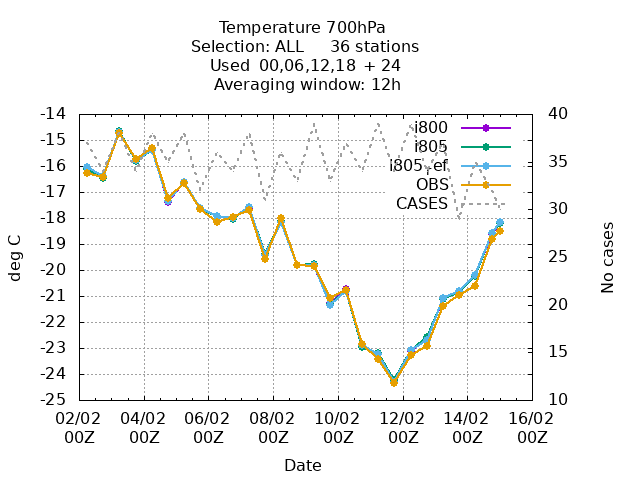 Temperature 700hPa
Selection: ALL 36 stations
Used 00,06,12,18 + 24
Averaging window: 12h
-14
-15
-16
-17
-18
-19
-20
-21
-22
-23
-24
-25
deg C
40
35
30
25
20
15
10
No cases
i800
i805
i805_ef
OBS
CASES
02/02 04/02 06/02 08/02 10/02 12/02 14/02 16/02
00Z 00Z 00Z 00Z 00Z 00Z 00Z 00Z
Date